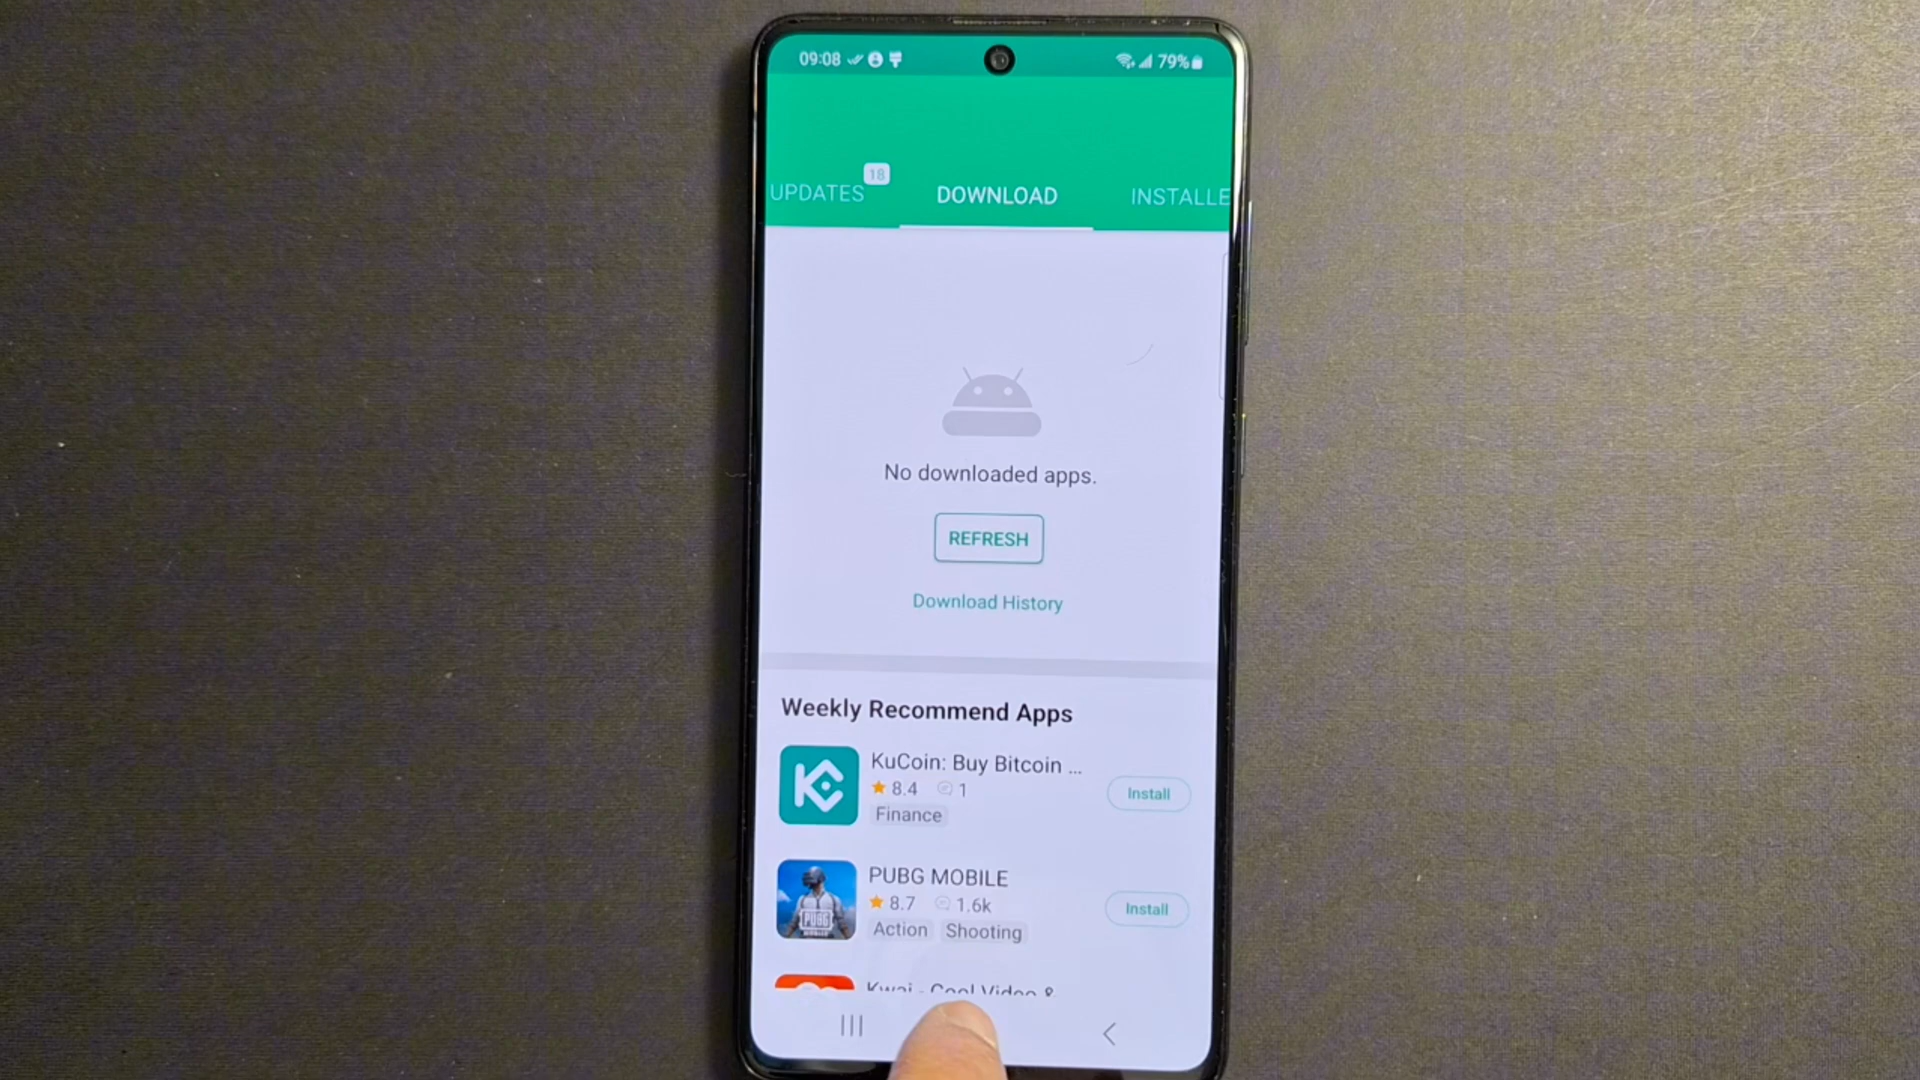 09:08
79%
UPDATES
18
DOWNLOAD
INSTALLE
No downloaded apps.
REFRESH
Download History
Weekly Recommend Apps
KuCoin: Buy Bitcoin ...
8.4
1
Install
Finance
PUBG MOBILE
8.7
1.6k
Install
Action
Shooting
PUBG
Kwai - Cool Video &